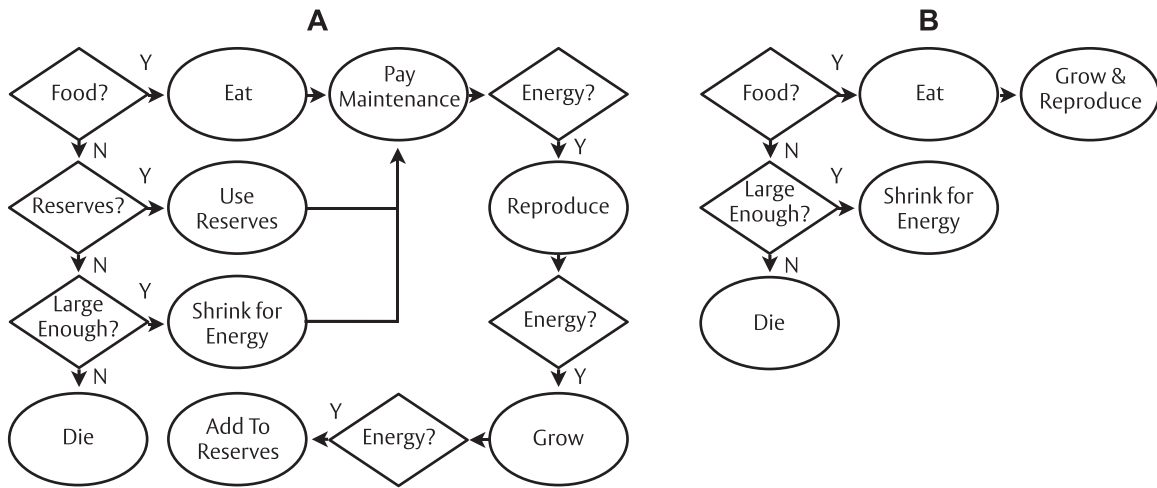 A
Food?
Y
Eat
Pay
Maintenance
Energy?
N
Y
Reserves?
Y
Use
Reserves
Reproduce
N
Large
Enough?
Y
Shrink for
Energy
Energy?
N
Y
Die
Add To
Reserves
Y
Energy?
Grow
B
Food?
Y
Eat
Grow &
Reproduce
N
Large
Enough?
Y
Shrink for
Energy
N
Die